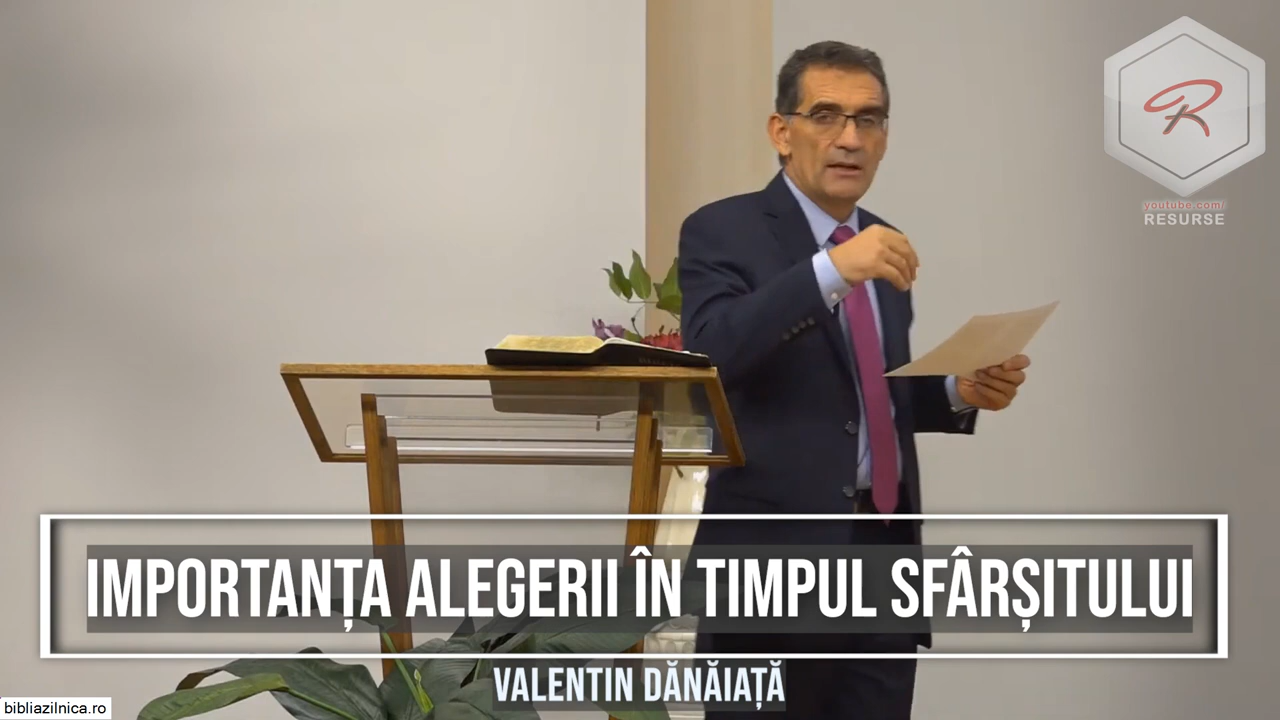 R
youtube.com/
RESURSE
IMPORTANȚA ALEGERII ÎN TIMPUL SFÂRȘITULUI
VALENTIN DĂNĂIAȚĂ
bibliazilnica.ro